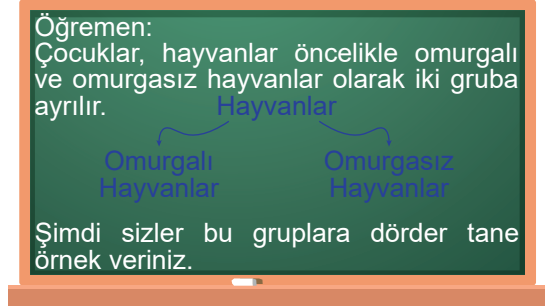 Öğremen:
Çocuklar, hayvanlar öncelikle omurgalı
ve omurgasız hayvanlar olarak iki gruba
ayrılır.
Hayvanlar
Omurgalı Hayvanlar
Omurgasız Hayvanlar
Şimdi sizler bu gruplara dörder tane
örnek veriniz.